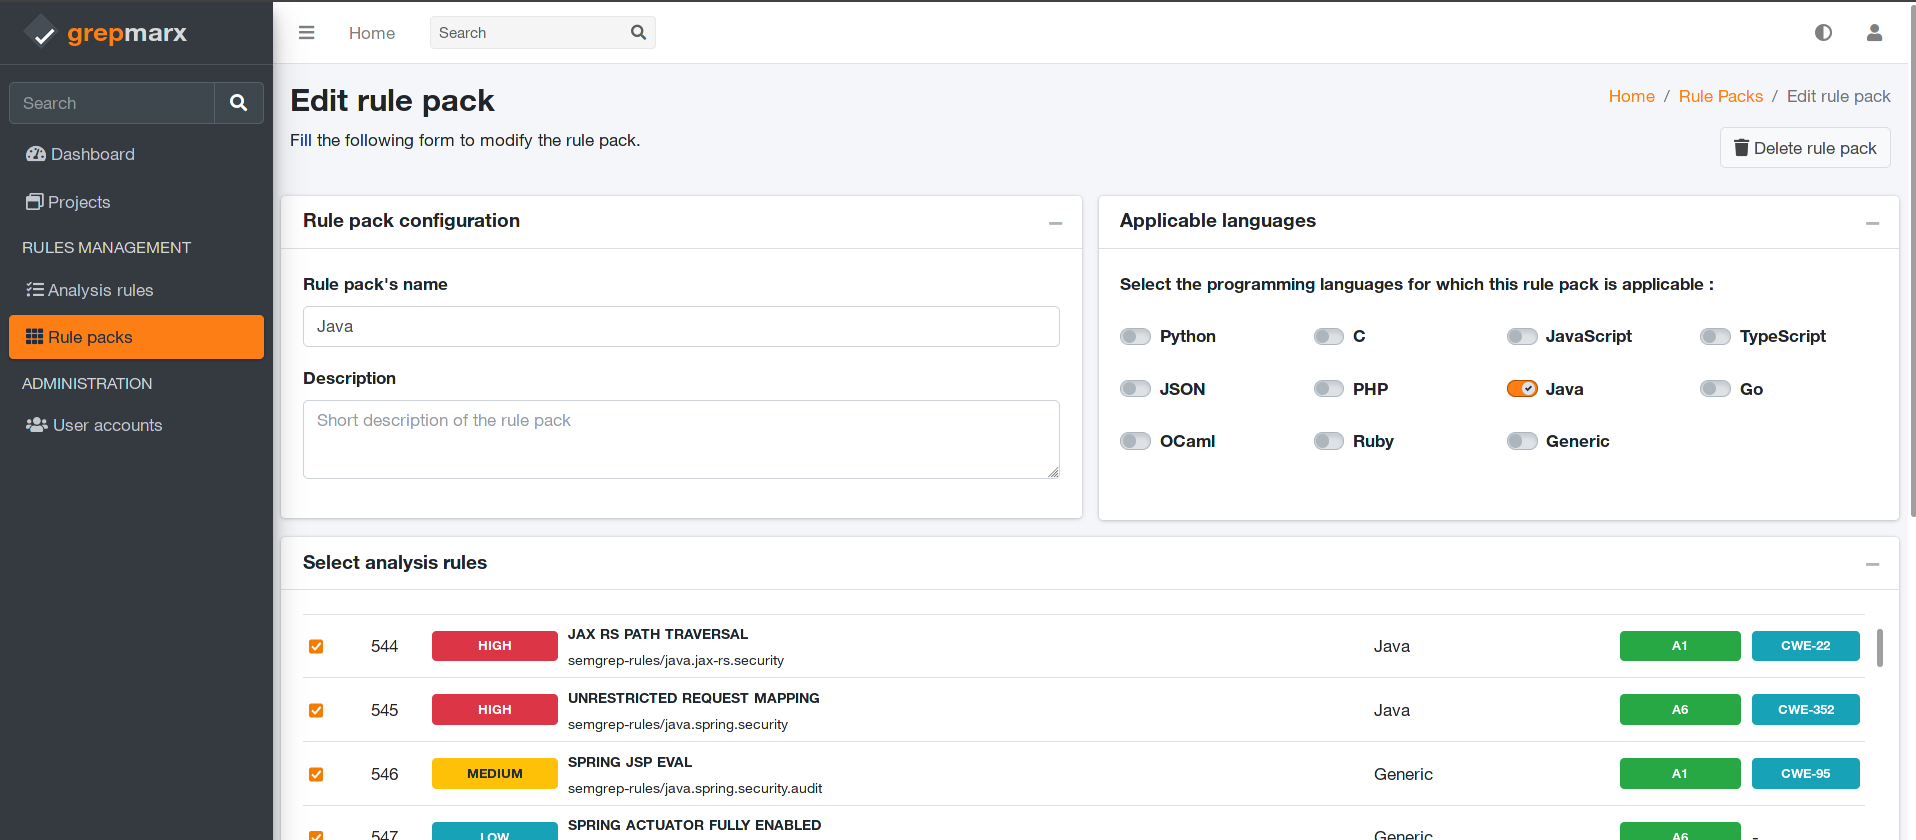 grepmarx
Home
Search
Search
Dashboard
Projects
RULES MANAGEMENT
Analysis rules
Rule packs
ADMINISTRATION
User accounts
Edit rule pack
Home / Rule Packs / Edit rule pack
Fill the following form to modify the rule pack.
Delete rule pack
Rule pack configuration
Rule pack's name
Java
Description
Short description of the rule pack
Applicable languages
Select the programming languages for which this rule pack is applicable :
Python C JavaScript TypeScript
JSON PHP Java Go
OCaml Ruby Generic
Select analysis rules
544 HIGH JAX RS PATH TRAVERSAL Java A1 CWE-22
semgrep-rules/java.jax-rs.security
545 HIGH UNRESTRICTED REQUEST MAPPING Java A6 CWE-352
semgrep-rules/java.spring.security
546 MEDIUM SPRING JSP EVAL Generic A1 CWE-95
semgrep-rules/java.spring.security.audit
547 LOW SPRING ACTUATOR FULLY ENABLED Generic A6 -